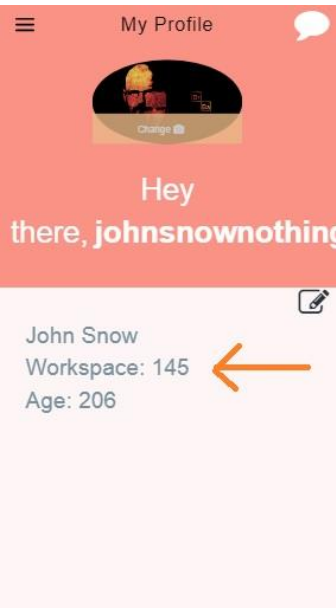 My Profile
Change
Hey
there, johnsnownothing
John Snow
Workspace: 145
Age: 206